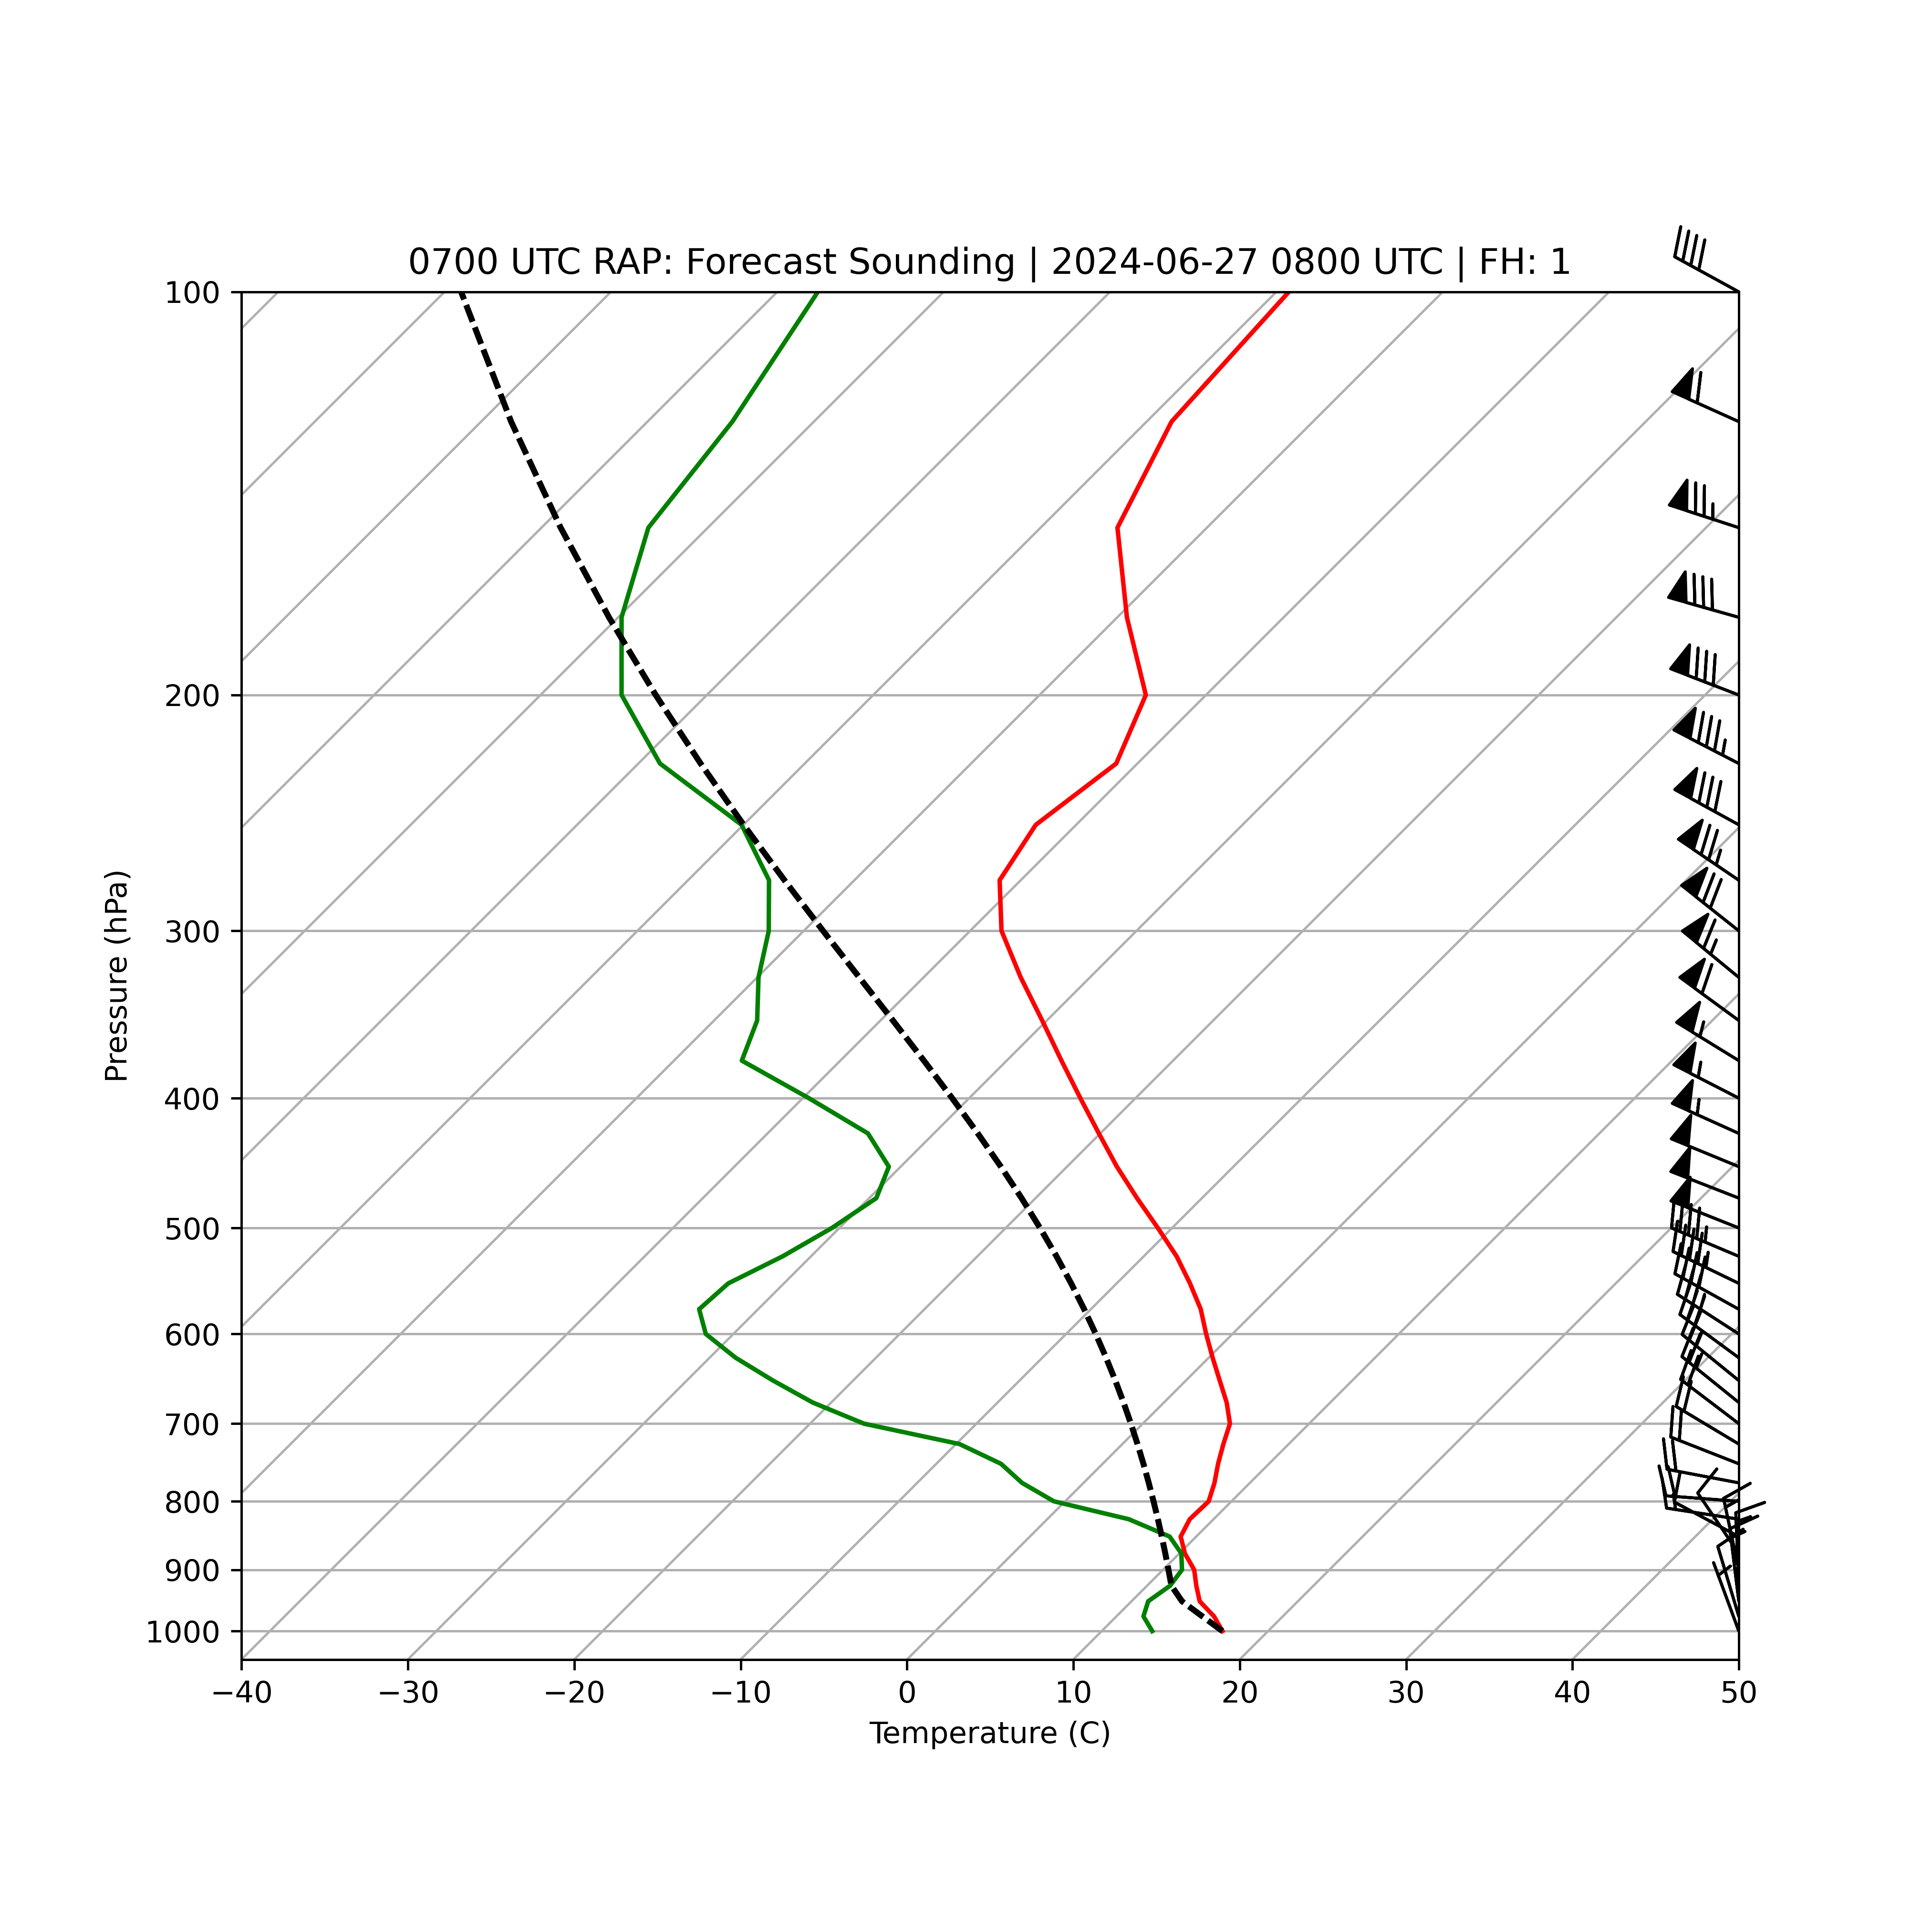 0700 UTC RAP: Forecast Sounding | 2024-06-27 0800 UTC | FH: 1
100
200
300
400
500
600
700
800
900
1000
Pressure (hPa)
−40 −30 −20 −10 0 10 20 30 40 50
Temperature (C)